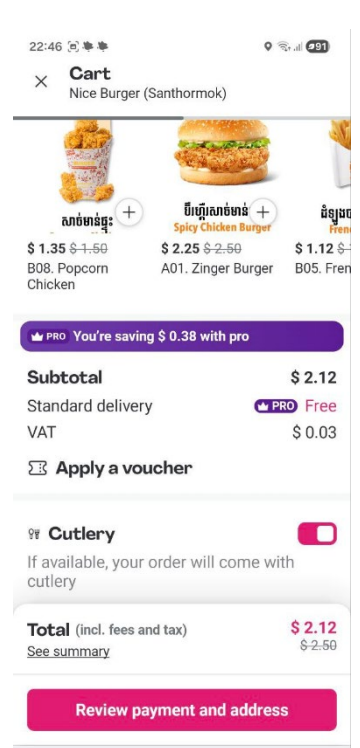 22:46
91
Cart
Nice Burger (Santhormok)
សាច់មាន់ផ្ទុះ
ប៊ឺហ្គឺរសាច់មាន់
Spicy Chicken Burger
$ 1.35 $ 1.50
$ 2.25 $ 2.50
$ 1.12 $
B08. Popcorn
Chicken
A01. Zinger Burger
B05. Fren
PRO You're saving $ 0.38 with pro
Subtotal
$ 2.12
Standard delivery
PRO Free
VAT
$ 0.03
Apply a voucher
Cutlery
If available, your order will come with
cutlery
Total (incl. fees and tax)
$ 2.12
See summary
$ 2.50
Review payment and address